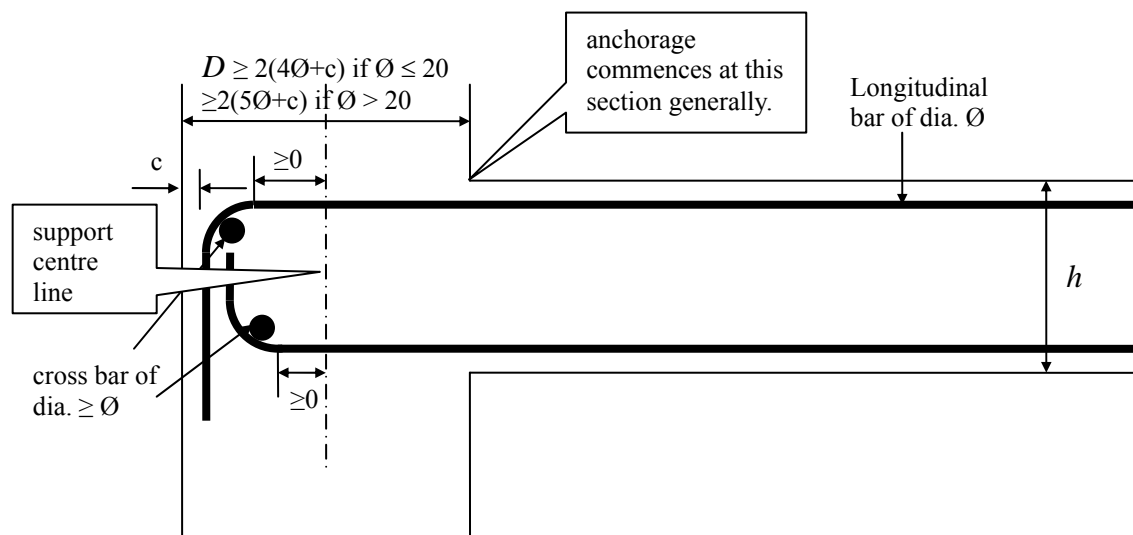 D ≥ 2(4Ø+c) if Ø ≤ 20
≥2(5Ø+c) if Ø > 20
anchorage
commences at this
section generally.
Longitudinal
bar of dia. Ø
c
≥0
support
centre
line
h
cross bar of
dia. ≥ Ø
≥0